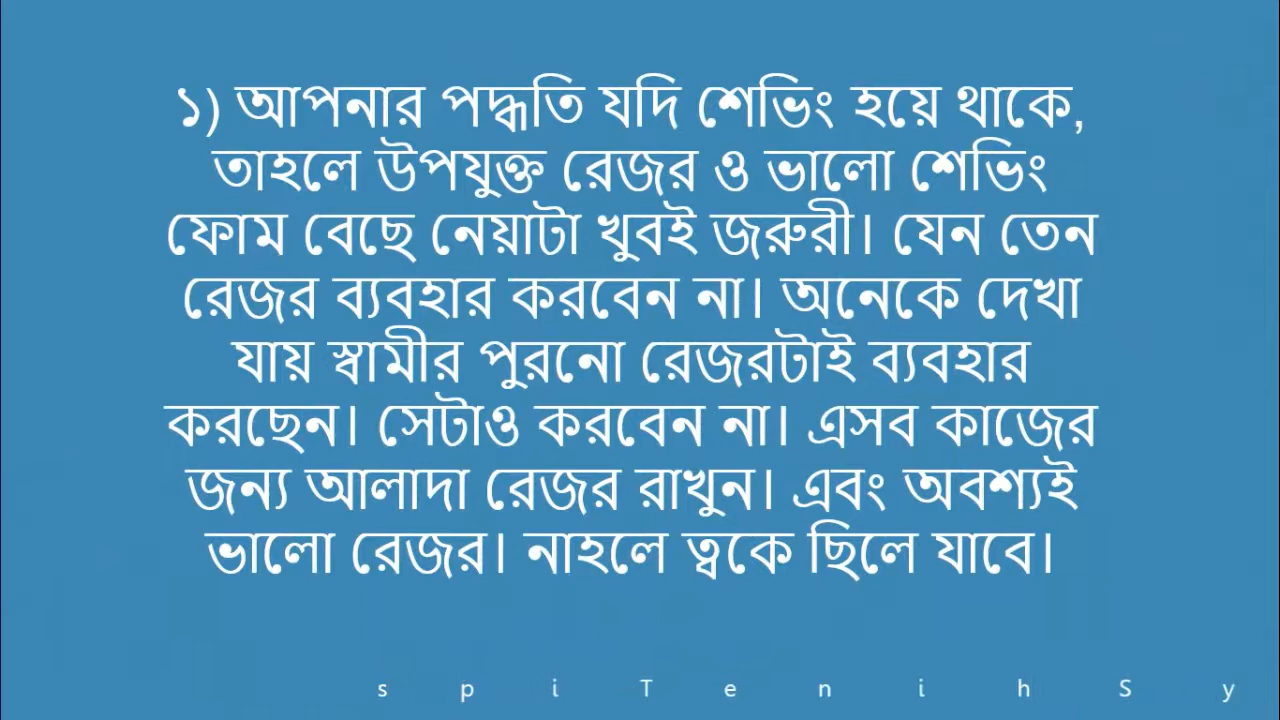 ১) আপনার পদ্ধতি যদি শেভিং হয়ে থাকে,
তাহলে উপযুক্ত রেজর ও ভালো শেভিং
ফোম বেছে নেয়াটা খুবই জরুরী। যেন তেন
রেজর ব্যবহার করবেন না। অনেকে দেখা
যায় স্বামীর পুরনো রেজরটাই ব্যবহার
করছেন। সেটাও করবেন না। এসব কাজের
জন্য আলাদা রেজর রাখুন। এবং অবশ্যই
ভালো রেজর। নাহলে ত্বকে ছিলে যাবে।
s p i T e n i h S y